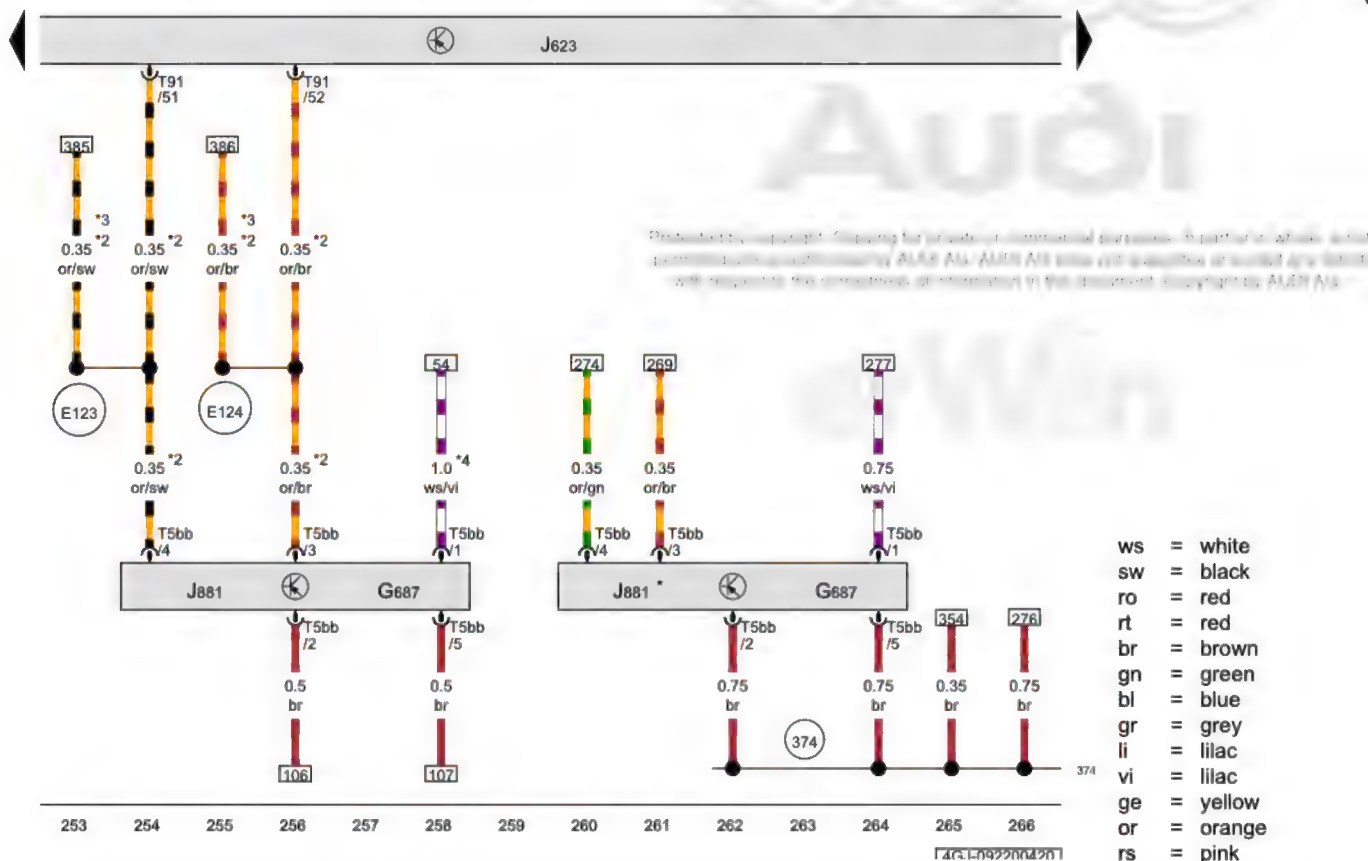 J623
T91
/51
T91
/52
385
386
*3
*2
0.35
or/sw
*2
0.35
or/sw
*3
*2
0.35
or/br
*2
0.35
or/br
Audi
E123
E124
54
274
269
277
*2
0.35
or/sw
*2
0.35
or/br
*4
1.0
ws/vi
0.35
or/gn
0.35
or/br
0.75
ws/vi
T5bb
/4
T5bb
/3
T5bb
/1
T5bb
/4
T5bb
/3
T5bb
/1
J881
G687
J881 *
G687
T5bb
/2
T5bb
/5
T5bb
/2
T5bb
/5
354
276
0.5
br
0.5
br
0.75
br
0.75
br
0.35
br
0.75
br
106
107
374
374
253 254 255 256 257 258 259 260 261 262 263 264 265 266
ws = white
sw = black
ro = red
rt = red
br = brown
gn = green
bl = blue
gr = grey
li = lilac
vi = lilac
ge = yellow
or = orange
rs = pink